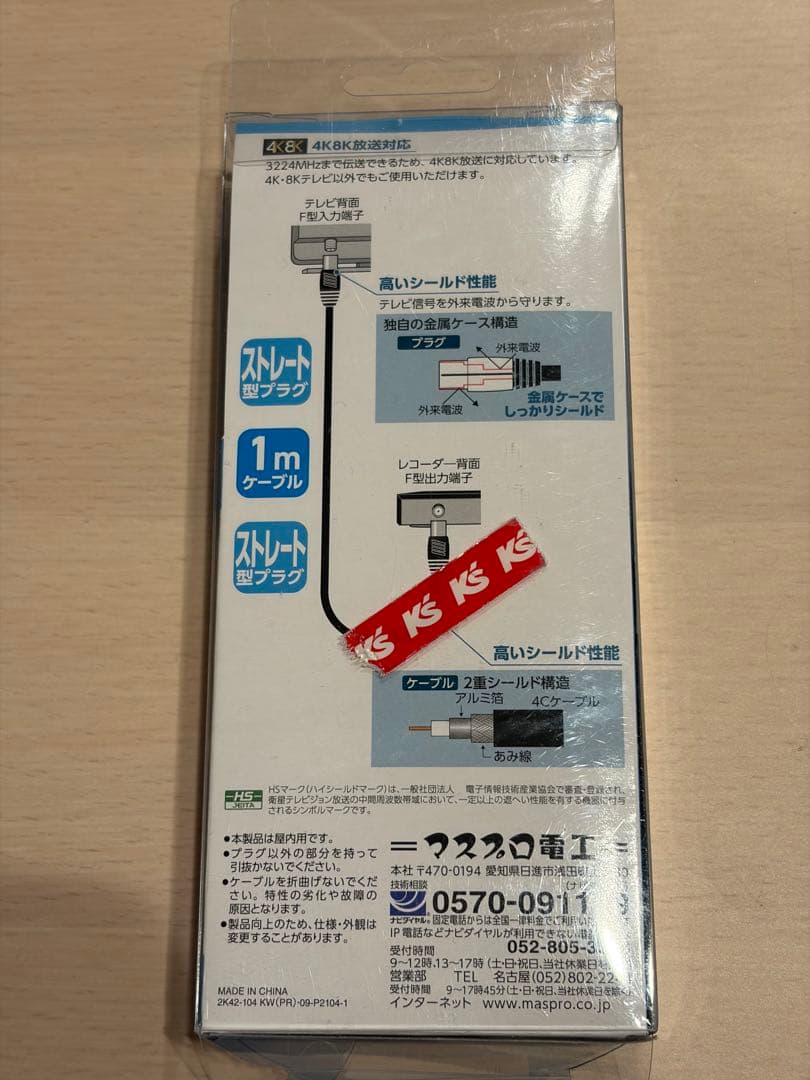 4K8K 4K8K放送対応
3224MHzまで伝送できるため、4K8K放送に対応しています。
4K・8Kテレビ以外でもご使用いただけます。
テレビ背面
F型入力端子
高いシールド性能
テレビ信号を外来電波から守ります。
独自の金属ケース構造
プラグ
外来電波
外来電波
金属ケースで
しっかりシールド
ストレート
型プラグ
1m
ケーブル
ストレート
型プラグ
レコーダー背面
F型出力端子
K's K's K's K's
高いシールド性能
ケーブル 2重シールド構造
アルミ箔 4Cケーブル
あみ線
HS
JEITA
HSマーク(ハイシールドマーク)は、一般社団法人 電子情報技術産業協会で審査・登録され、
衛星テレビジョン放送の中間周波数帯域において、一定以上の遮へい性能を有する機器に付与
されるシンボルマークです。
●本製品は屋内用です。
●プラグ以外の部分を持って
引抜かないでください。
●ケーブルを折曲げないでくだ
さい。特性の劣化や故障の
原因となります。
●製品向上のため、仕様・外観は
変更することがあります。
MADE IN CHINA
2K42-104 KW(PR)-09-P2104-1
マスプロ電工
本社 〒470-0194 愛知県日進市浅田町
技術相談
ナビダイヤル
0570-091
固定電話からは全国一律料金でご利用い
IP電話などナビダイヤルが利用できない
受付時間 052-805-3
9〜12時、13〜17時 (土・日・祝日、当社休業日を
営業部 TEL 名古屋(052)802-22
受付時間 9〜17時45分(土・日・祝日、当社休業日を除く)
インターネット www.maspro.co.jp